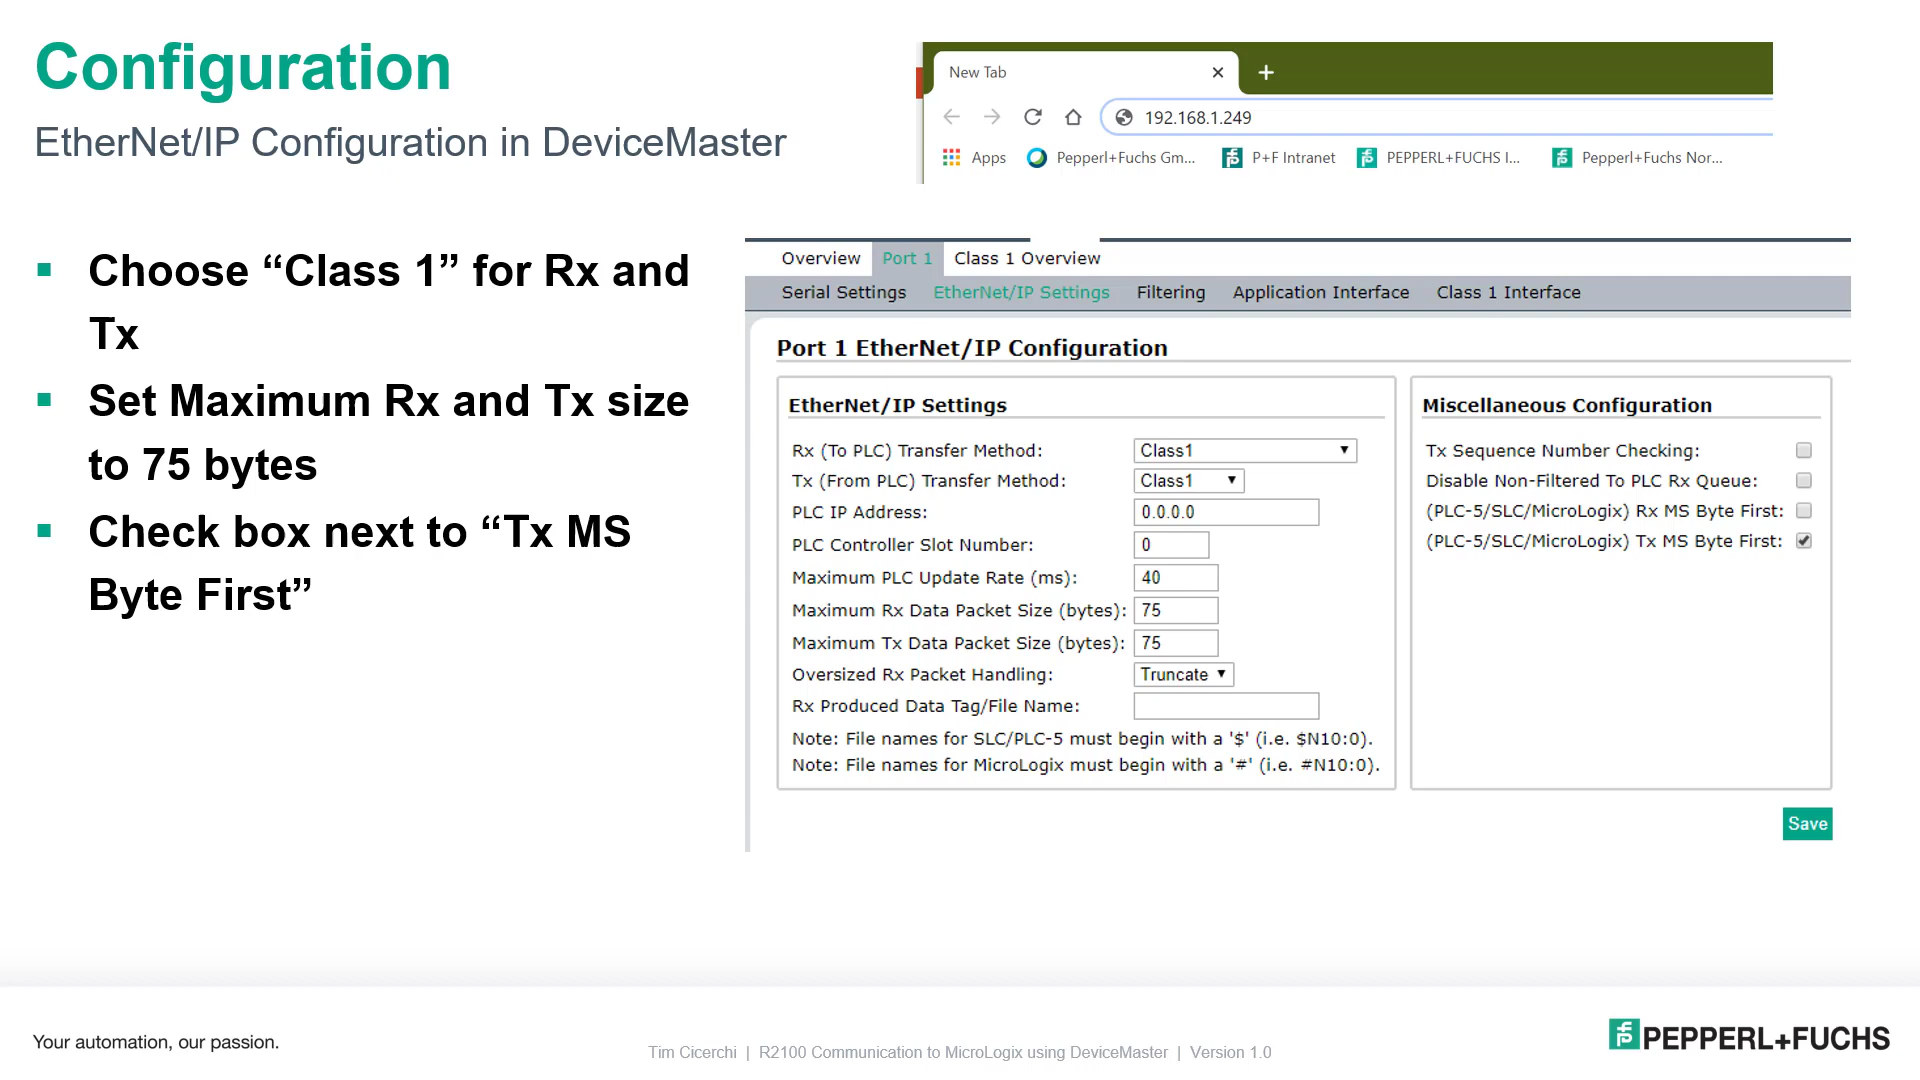 Configuration
EtherNet/IP Configuration in DeviceMaster
New Tab
192.168.1.249
Apps Pepperl+Fuchs Gm... P+F Intranet PEPPERL+FUCHS I... Pepperl+Fuchs Nor...
Choose “Class 1” for Rx and
Tx
Set Maximum Rx and Tx size
to 75 bytes
Check box next to “Tx MS
Byte First”
Overview Port 1 Class 1 Overview
Serial Settings EtherNet/IP Settings Filtering Application Interface Class 1 Interface
Port 1 EtherNet/IP Configuration
EtherNet/IP Settings
Rx (To PLC) Transfer Method: Class1
Tx (From PLC) Transfer Method: Class1
PLC IP Address: 0.0.0.0
PLC Controller Slot Number: 0
Maximum PLC Update Rate (ms): 40
Maximum Rx Data Packet Size (bytes): 75
Maximum Tx Data Packet Size (bytes): 75
Oversized Rx Packet Handling: Truncate
Rx Produced Data Tag/File Name:
Note: File names for SLC/PLC-5 must begin with a '$' (i.e. $N10:0).
Note: File names for MicroLogix must begin with a '#' (i.e. #N10:0).
Miscellaneous Configuration
Tx Sequence Number Checking:
Disable Non-Filtered To PLC Rx Queue:
(PLC-5/SLC/MicroLogix) Rx MS Byte First:
(PLC-5/SLC/MicroLogix) Tx MS Byte First:
Save
Your automation, our passion.
Tim Cicerchi | R2100 Communication to MicroLogix using DeviceMaster | Version 1.0
PEPPERL+FUCHS